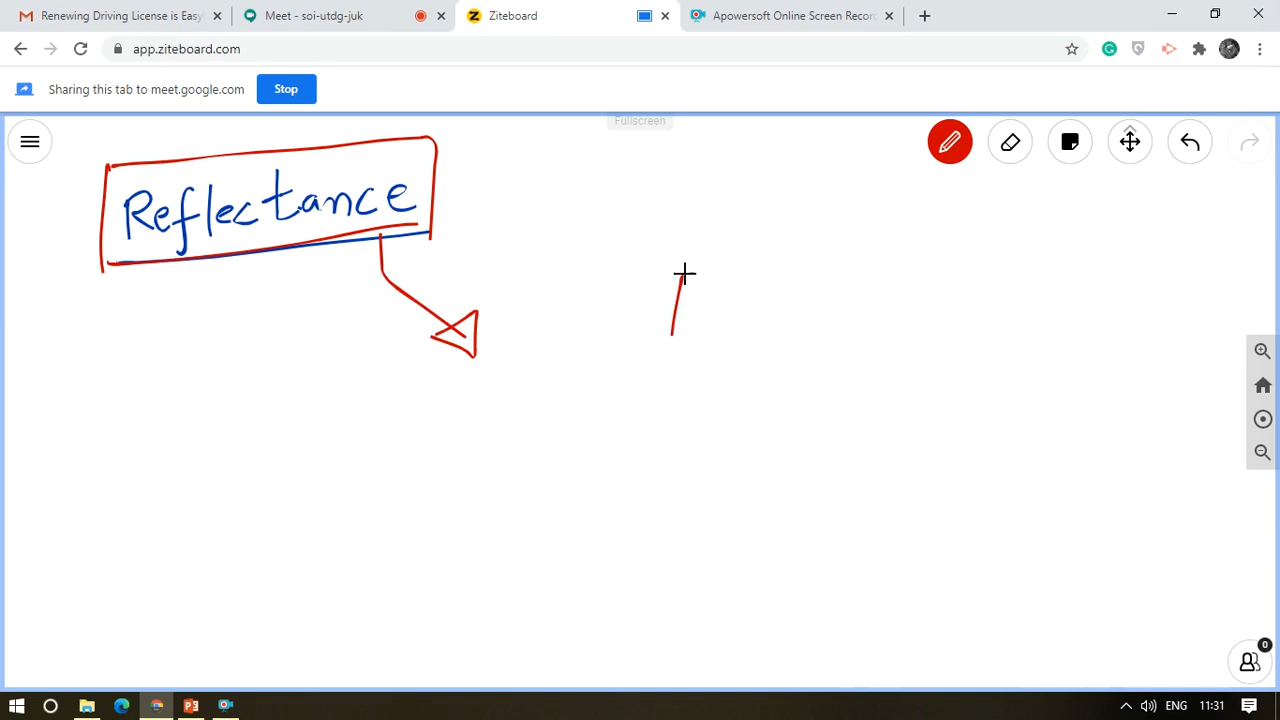 Renewing Driving License is Easy
Meet - soi-utdg-juk
Ziteboard
Apowersoft Online Screen Record
app.ziteboard.com
Sharing this tab to meet.google.com
Stop
Fullscreen
Reflectance
0
ENG
11:31